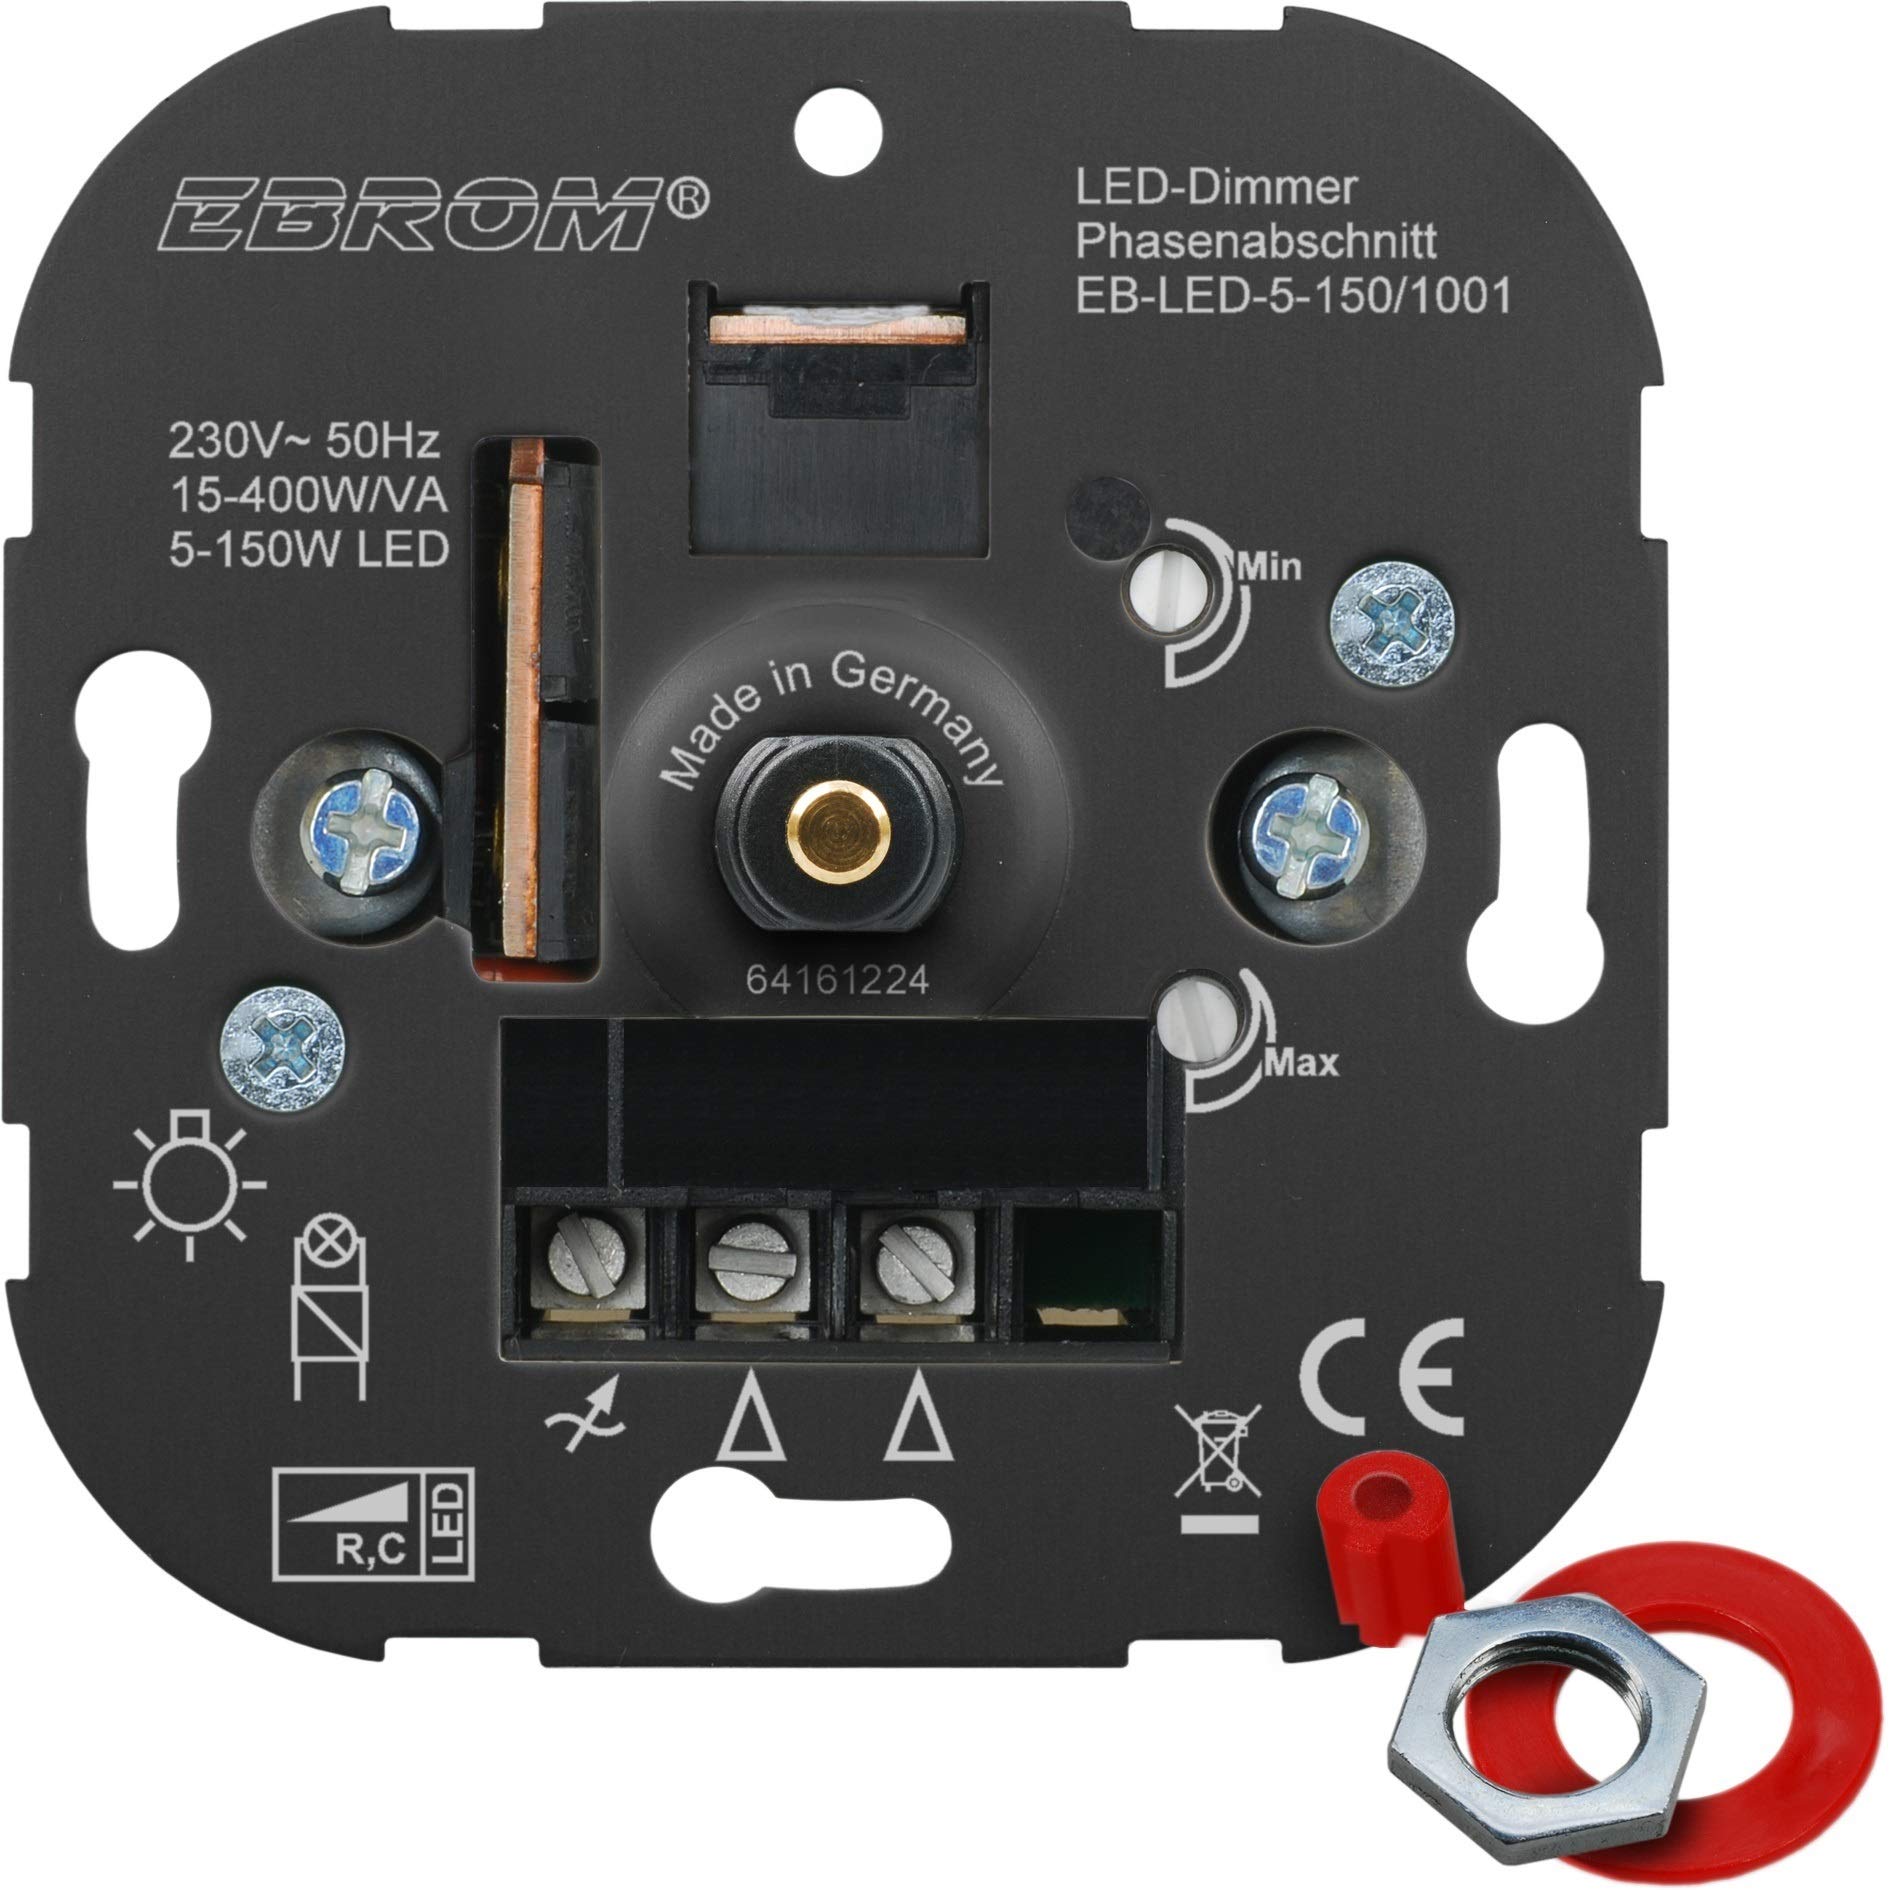 EBROM®
LED-Dimmer
Phasenabschnitt
EB-LED-5-150/1001
230V~ 50Hz
15-400W/VA
5-150W LED
Min
Made in Germany
64161224
Max
R,C
LED
CE